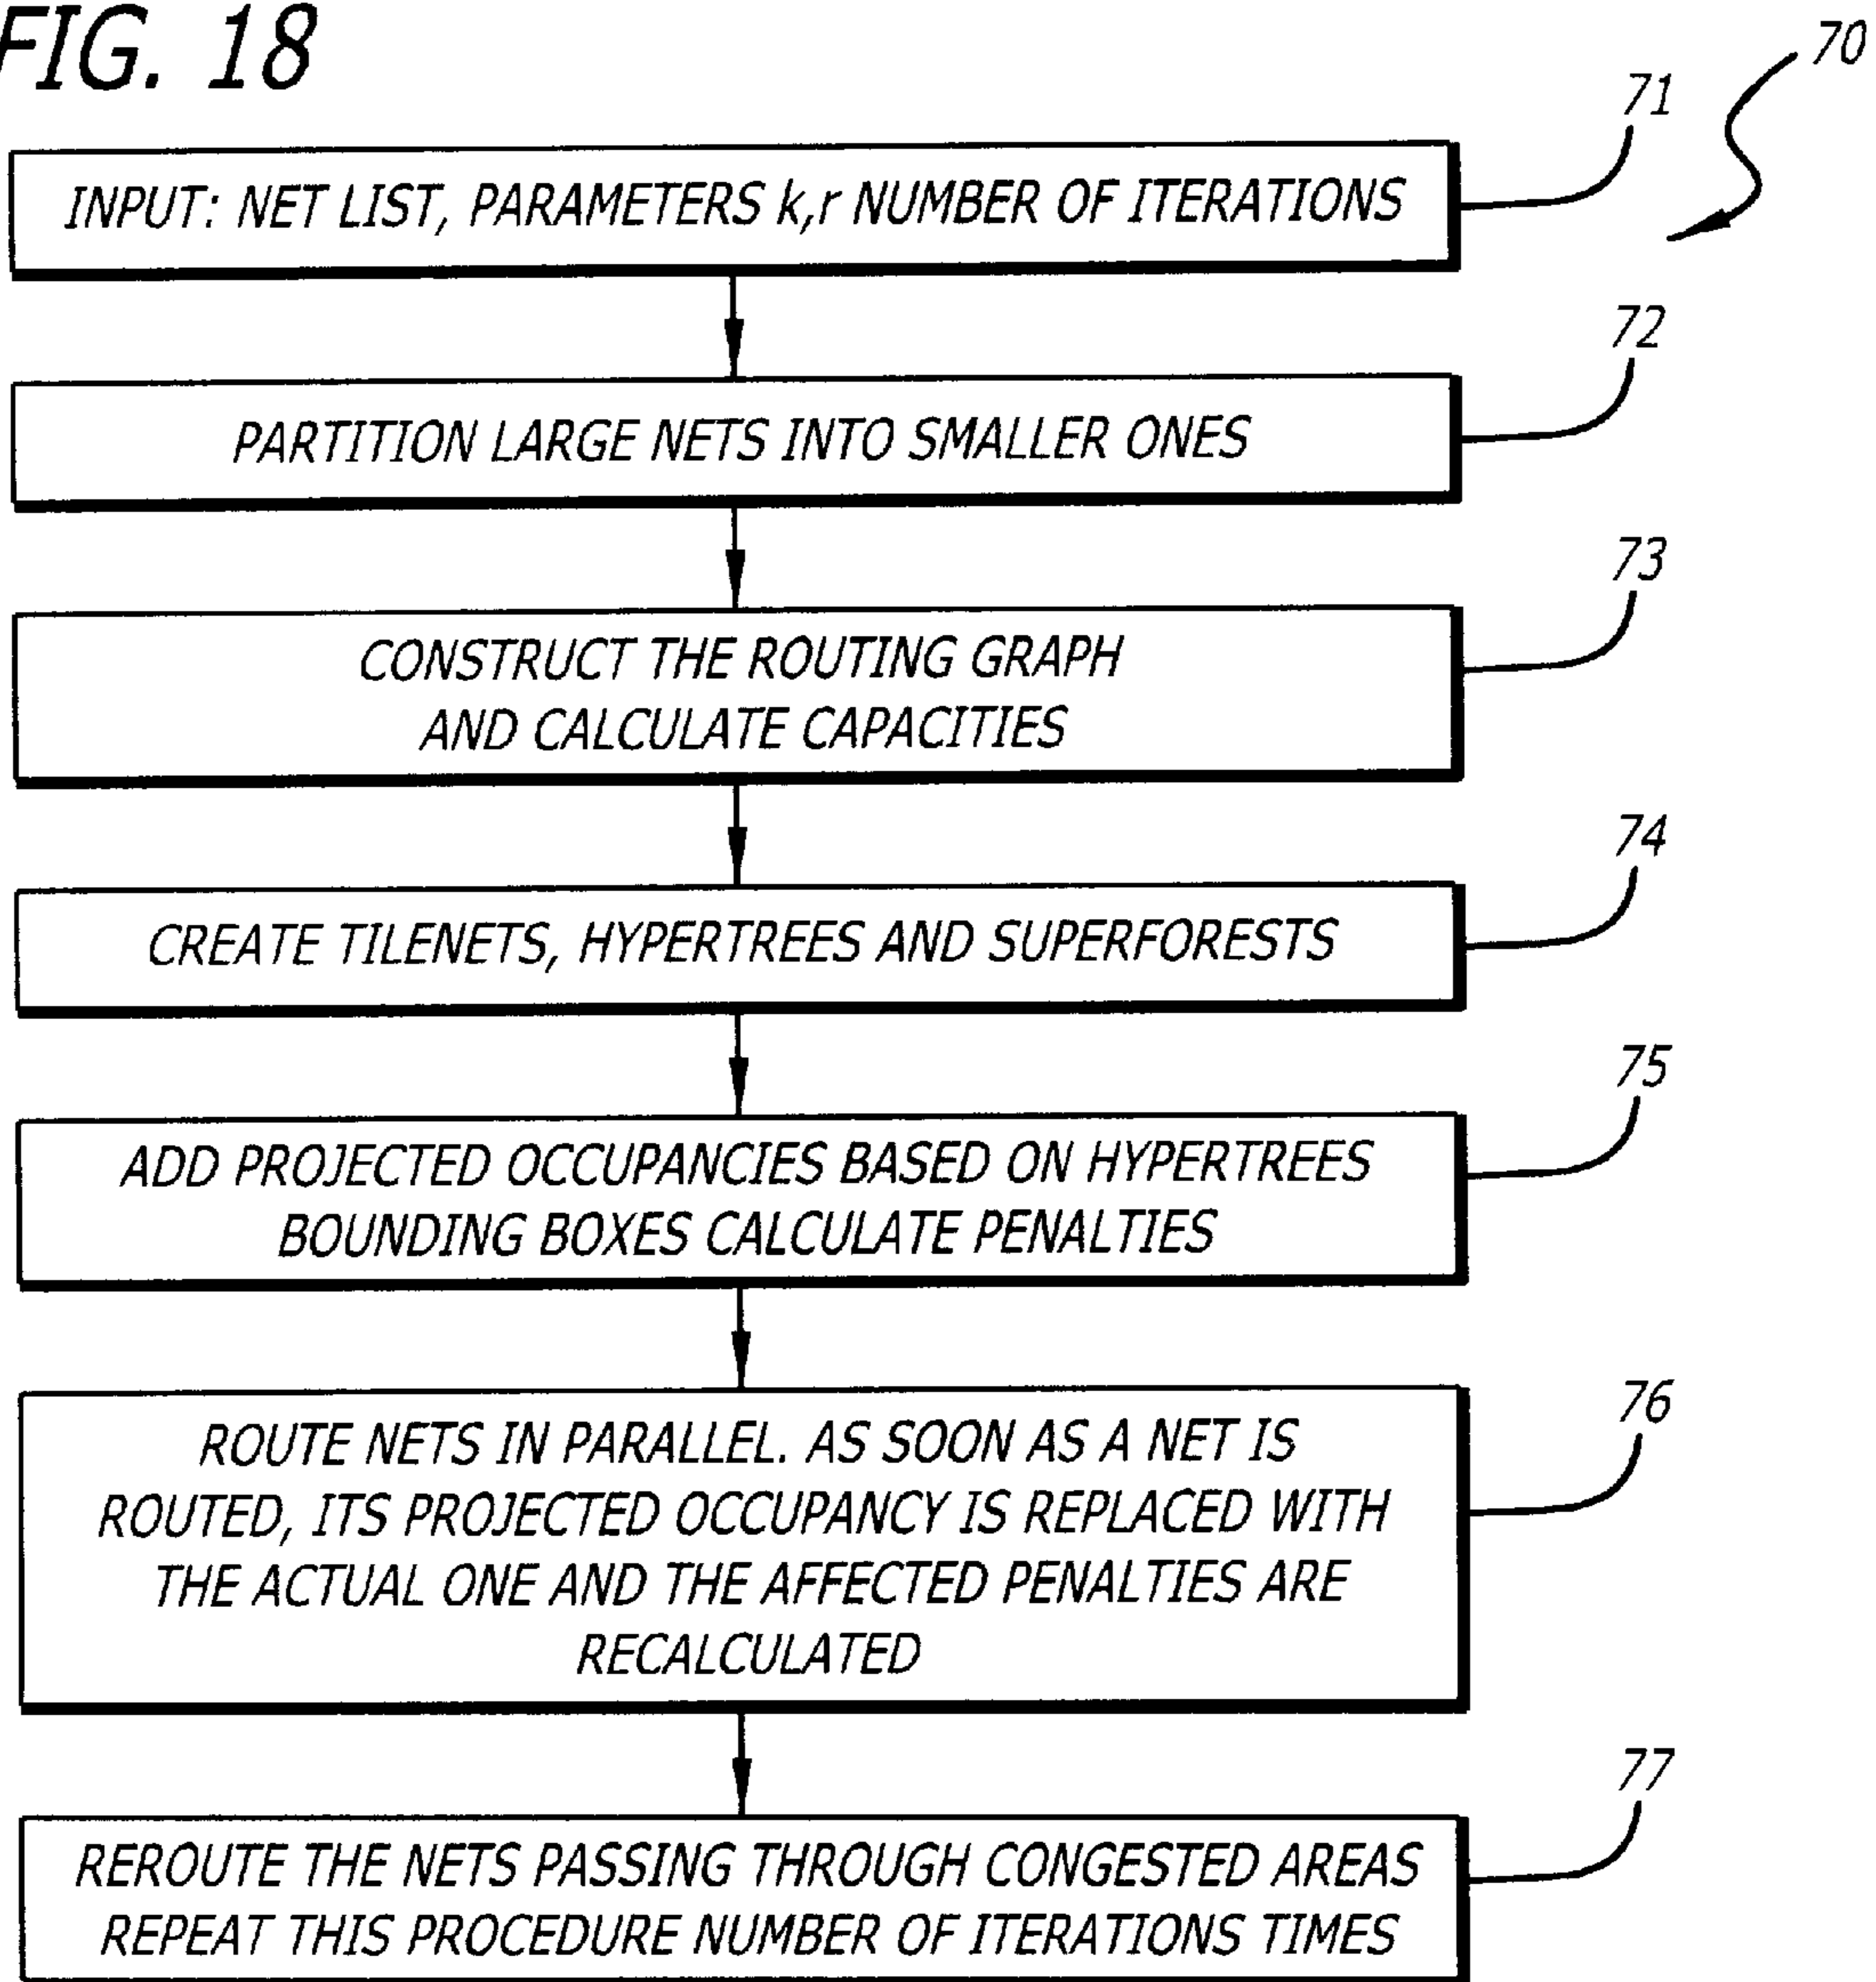 FIG. 18
70
71
INPUT: NET LIST, PARAMETERS k,r NUMBER OF ITERATIONS
72
PARTITION LARGE NETS INTO SMALLER ONES
73
CONSTRUCT THE ROUTING GRAPH
AND CALCULATE CAPACITIES
74
CREATE TILENETS, HYPERTREES AND SUPERFORESTS
75
ADD PROJECTED OCCUPANCIES BASED ON HYPERTREES
BOUNDING BOXES CALCULATE PENALTIES
76
ROUTE NETS IN PARALLEL. AS SOON AS A NET IS
ROUTED, ITS PROJECTED OCCUPANCY IS REPLACED WITH
THE ACTUAL ONE AND THE AFFECTED PENALTIES ARE
RECALCULATED
77
REROUTE THE NETS PASSING THROUGH CONGESTED AREAS
REPEAT THIS PROCEDURE NUMBER OF ITERATIONS TIMES